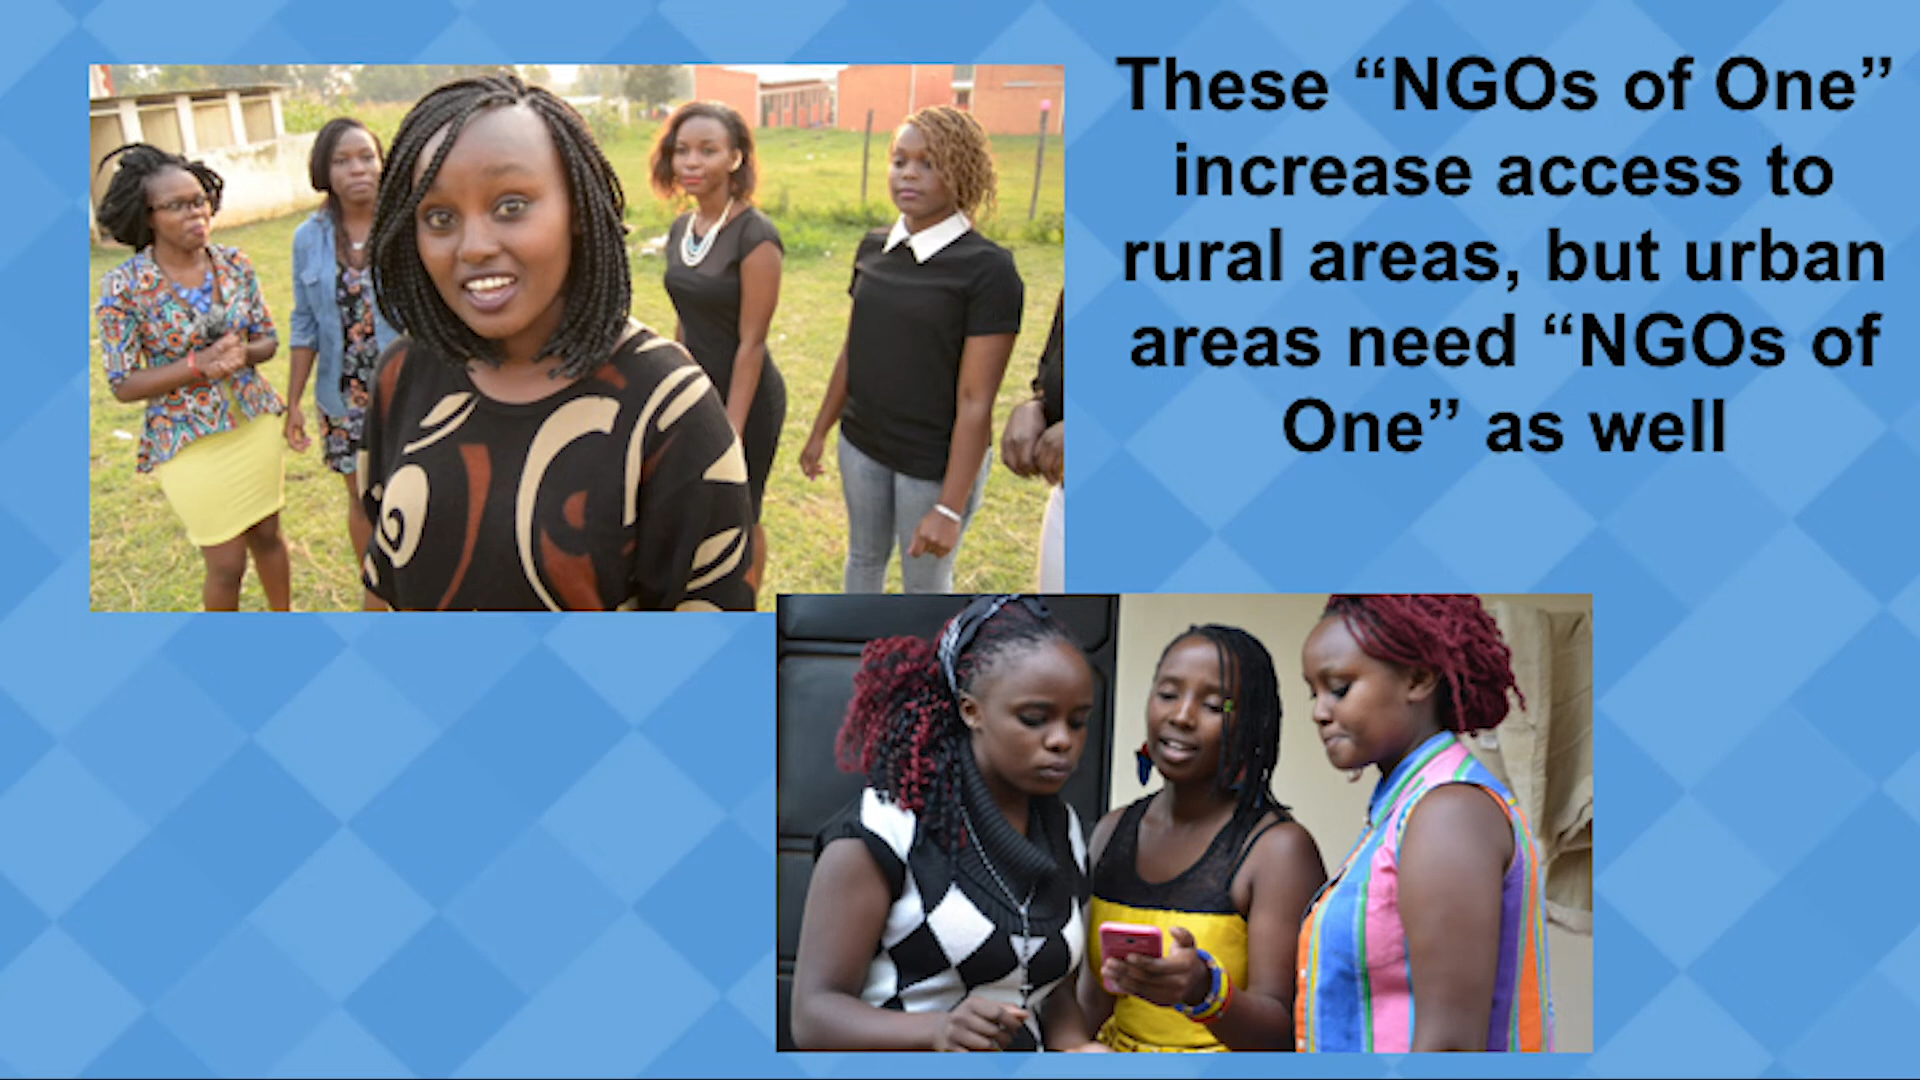 These “NGOs of One”
increase access to
rural areas, but urban
areas need “NGOs of
One” as well